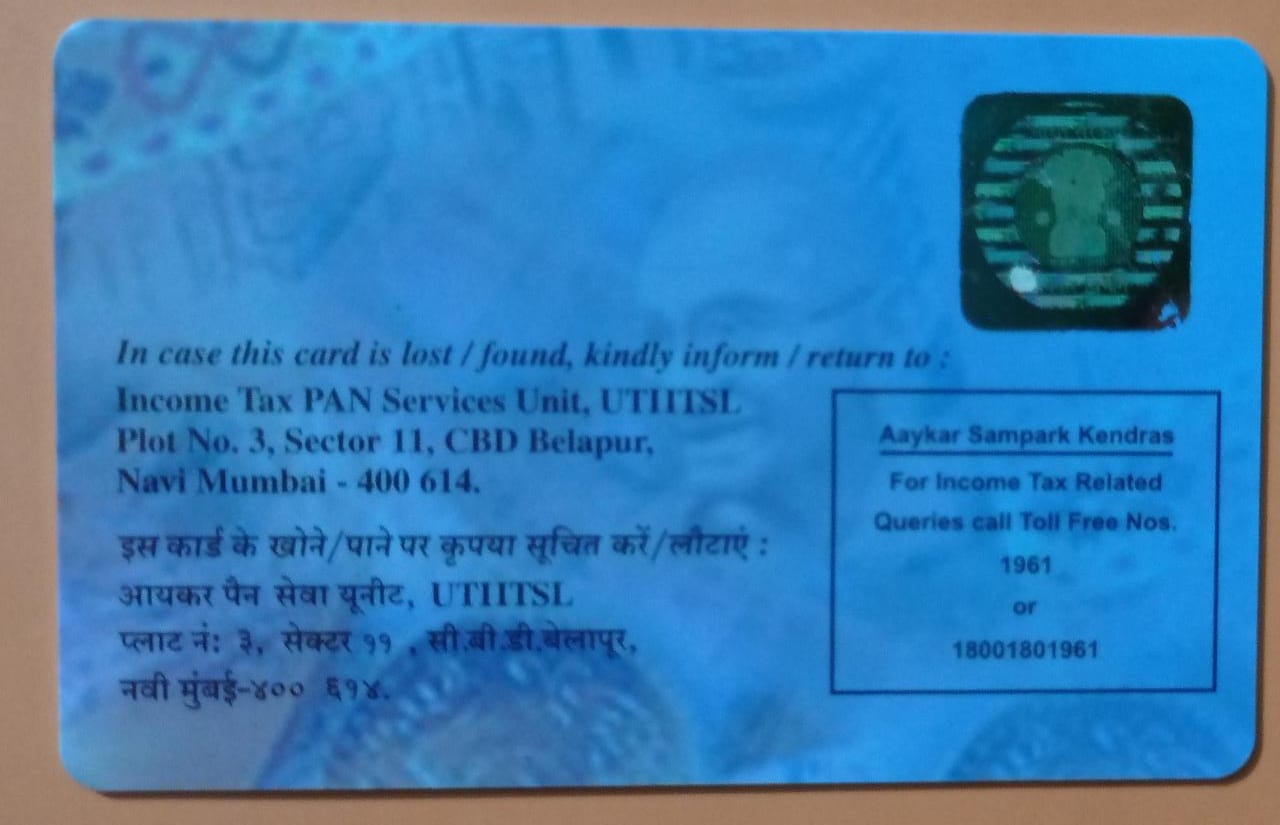 In case this card is lost / found, kindly inform / return to :
Income Tax PAN Services Unit, UTIITSL
Plot No. 3, Sector 11, CBD Belapur,
Navi Mumbai - 400 614.
इस कार्ड के खोने/पाने पर कृपया सूचित करें/लौटाएं :
आयकर पैन सेवा यूनीट, UTIITSL
प्लाट नं: ३, सेक्टर ११ , सी.बी.डी.बेलापूर,
नवी मुंबई-४०० ६१४.
Aaykar Sampark Kendras
For Income Tax Related
Queries call Toll Free Nos.
1961
or
18001801961